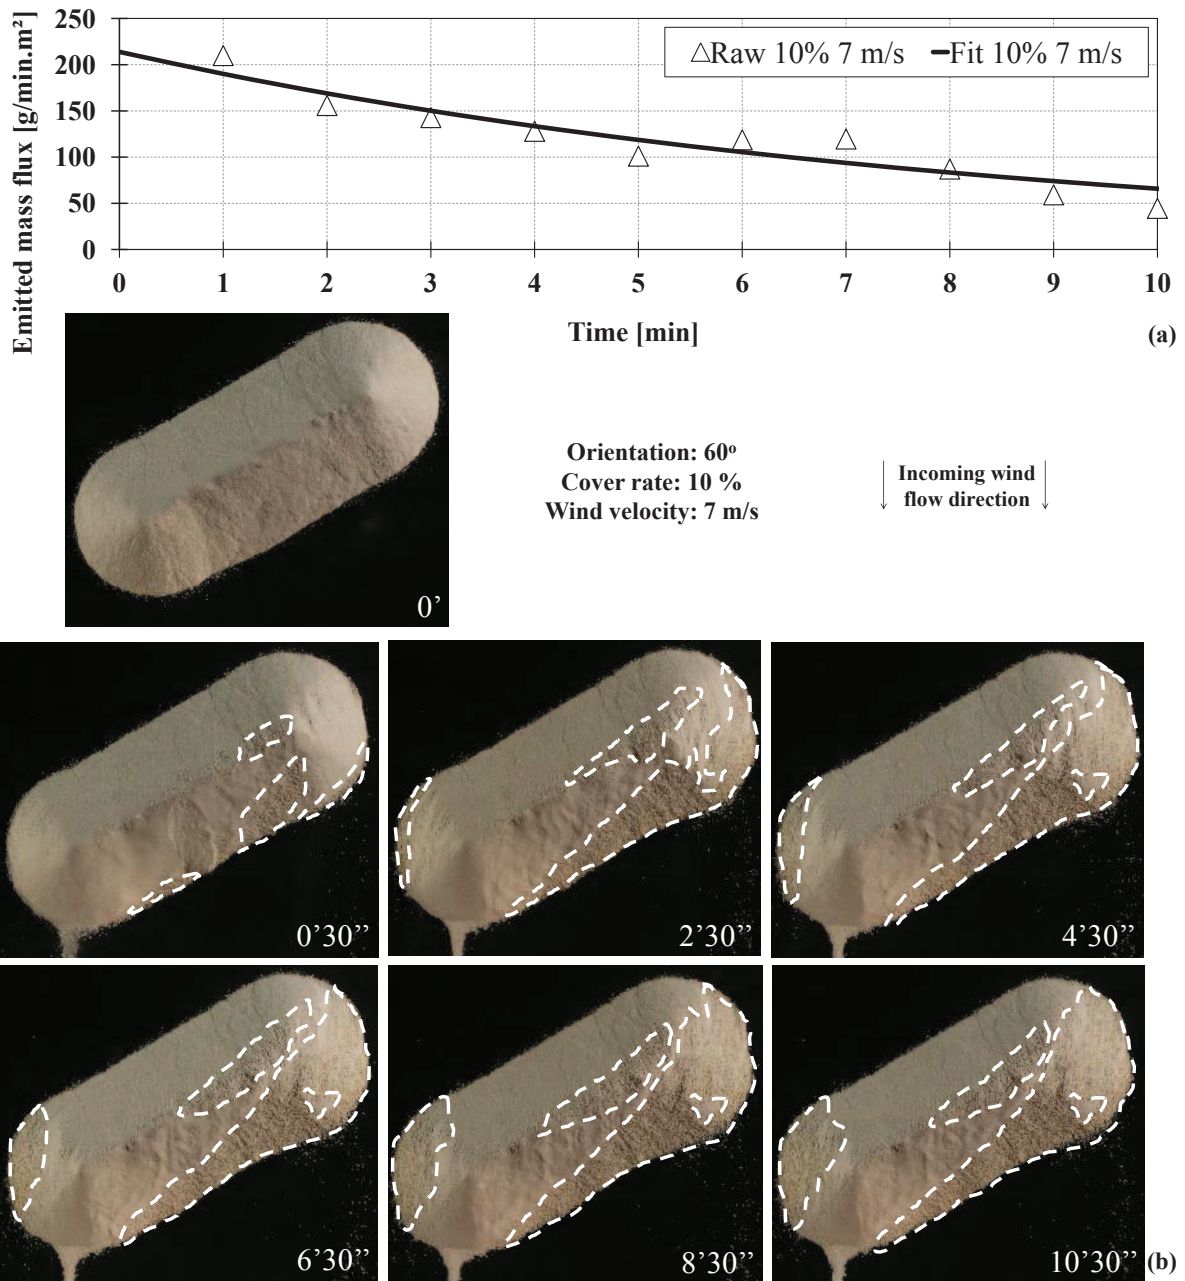 Emitted mass flux [g/min.m²]
250
200
150
100
50
0
Raw 10% 7 m/s Fit 10% 7 m/s
0 1 2 3 4 5 6 7 8 9 10
Time [min]
(a)
0'
Orientation: 60º
Cover rate: 10 %
Wind velocity: 7 m/s
Incoming wind
flow direction
0'30”
2'30”
4'30”
6'30”
8'30”
10'30”
(b)